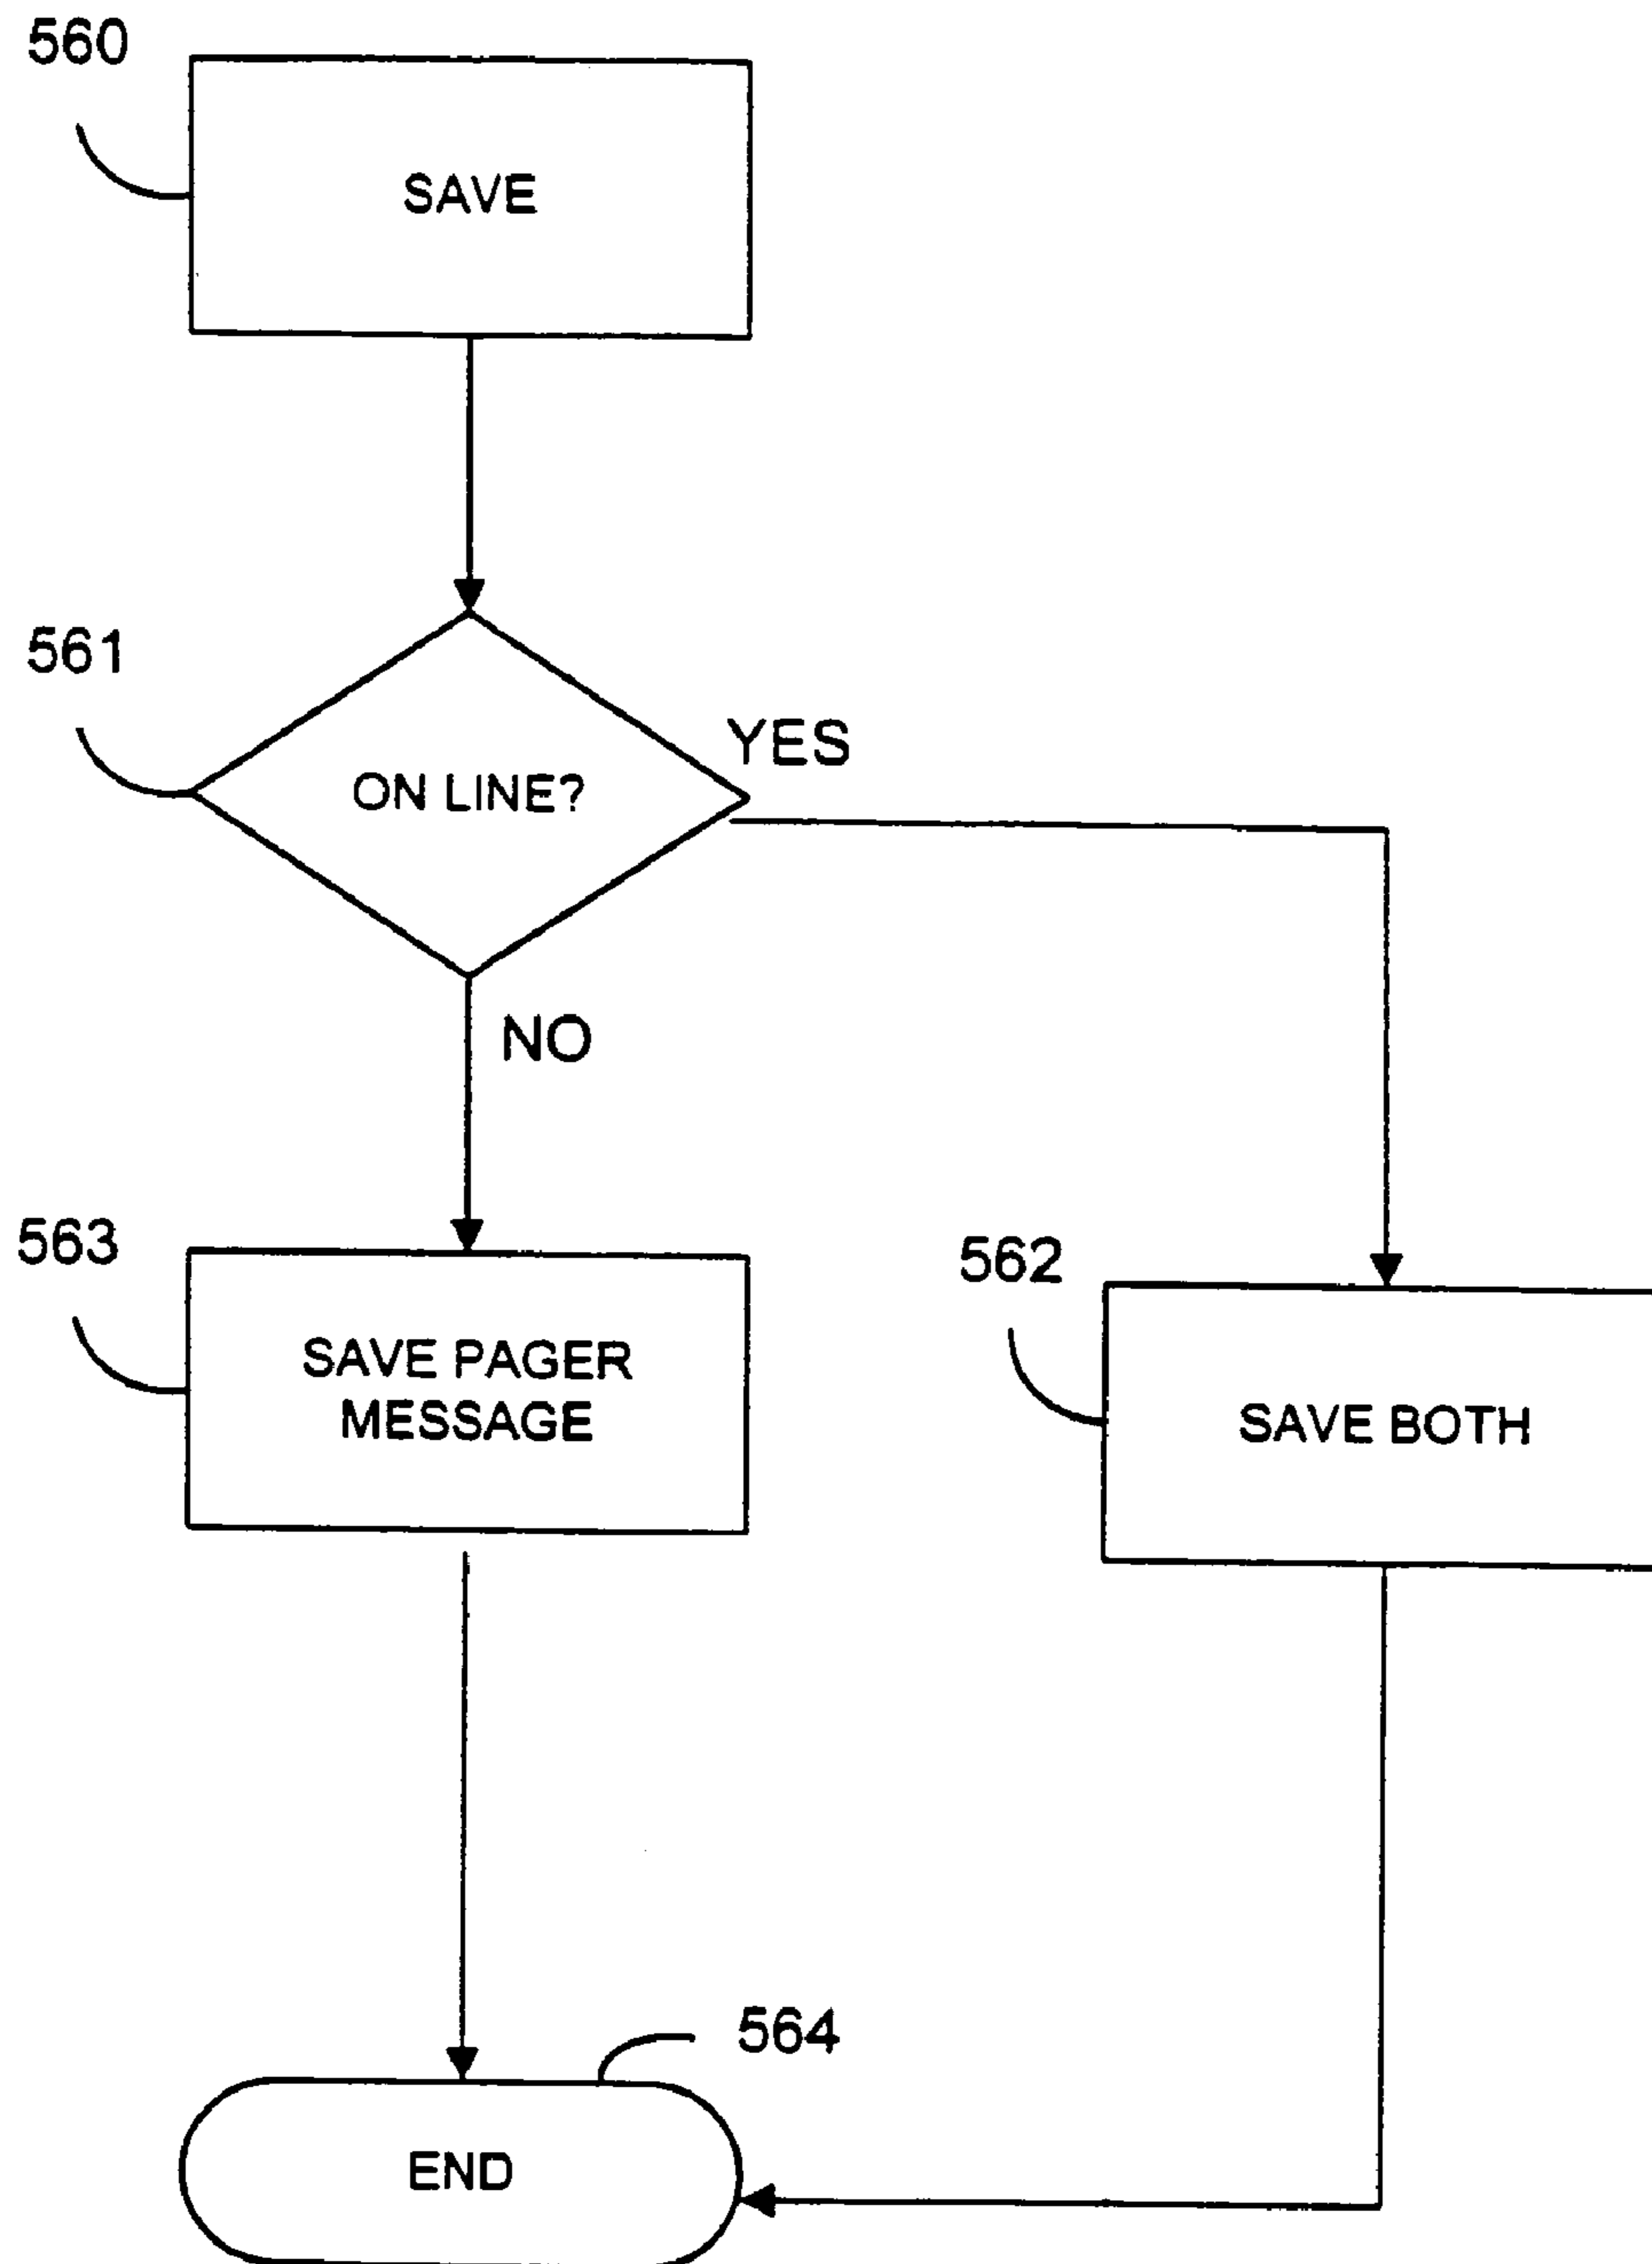 560
SAVE
561
YES
ON LINE?
NO
563
562
SAVE PAGER
MESSAGE
SAVE BOTH
564
END